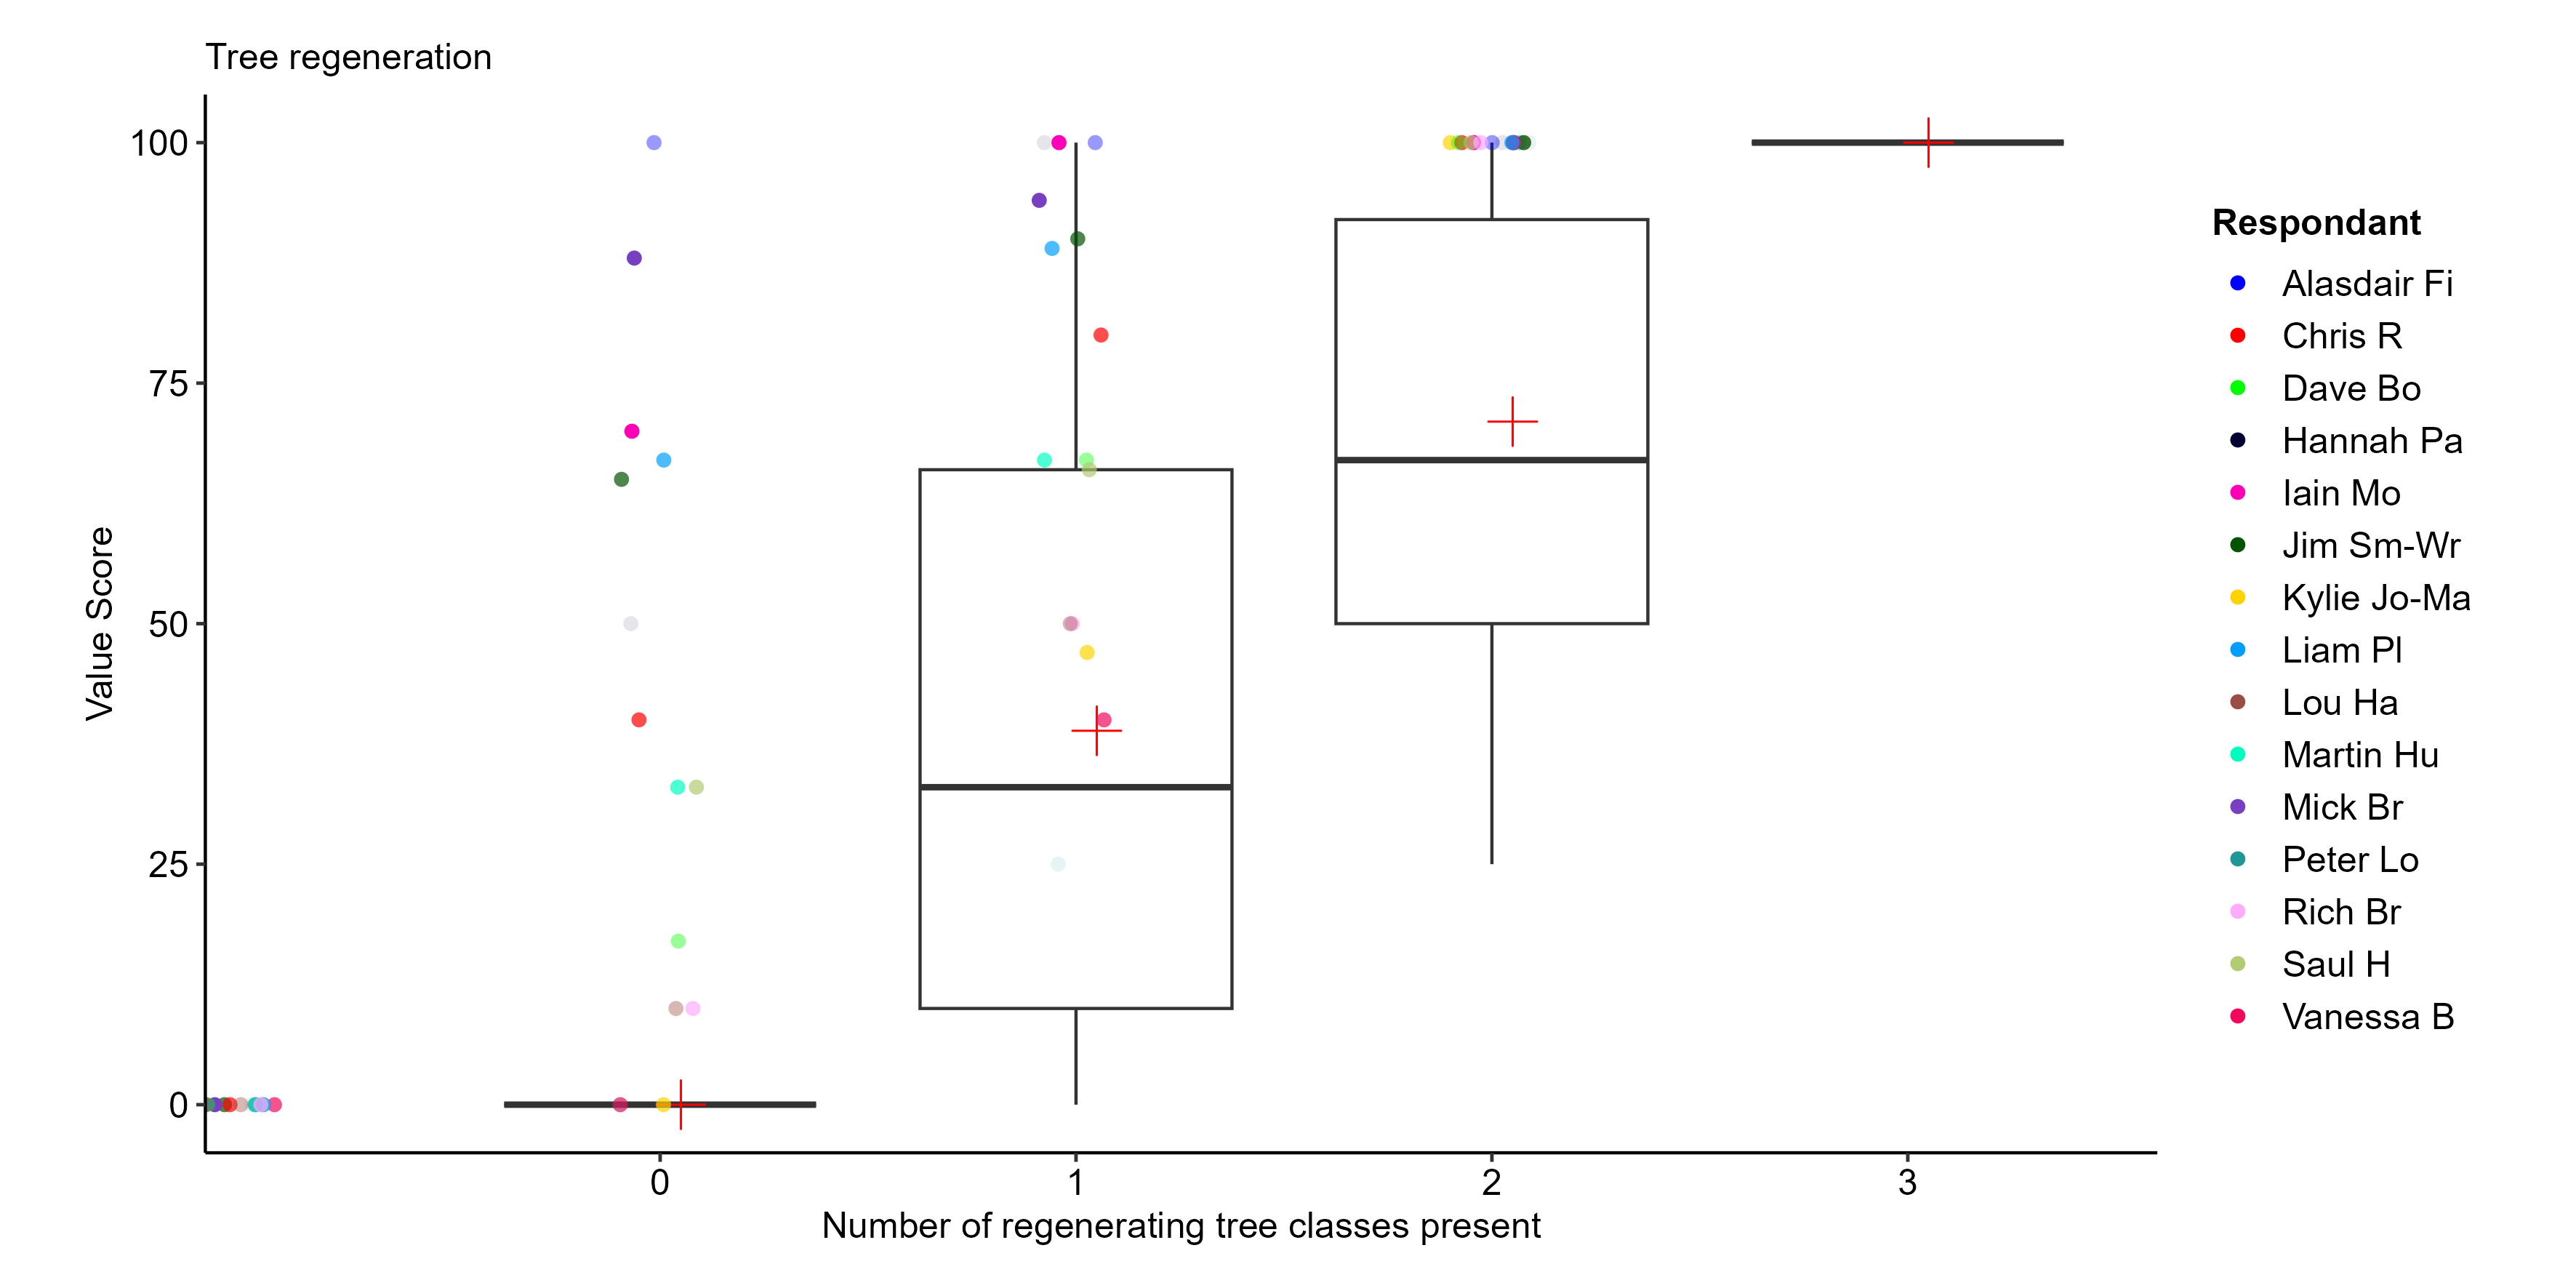 Tree regeneration
100
75
50
25
0
Value Score
0
1
2
3
Number of regenerating tree classes present
Respondant
Alasdair Fi
Chris R
Dave Bo
Hannah Pa
Iain Mo
Jim Sm-Wr
Kylie Jo-Ma
Liam Pl
Lou Ha
Martin Hu
Mick Br
Peter Lo
Rich Br
Saul H
Vanessa B